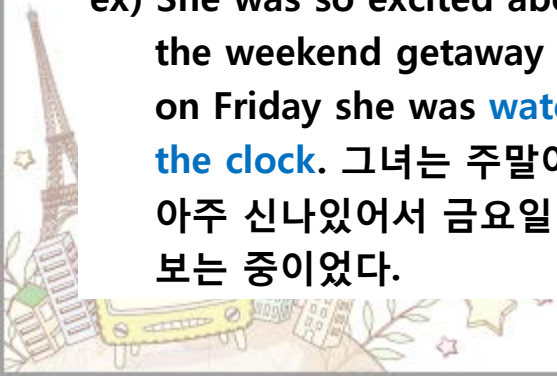 ex) She was so excited
the weekend getaway
on Friday she was
the clock. 그녀는
아주 신나있어서 금요일
보는 중이었다.